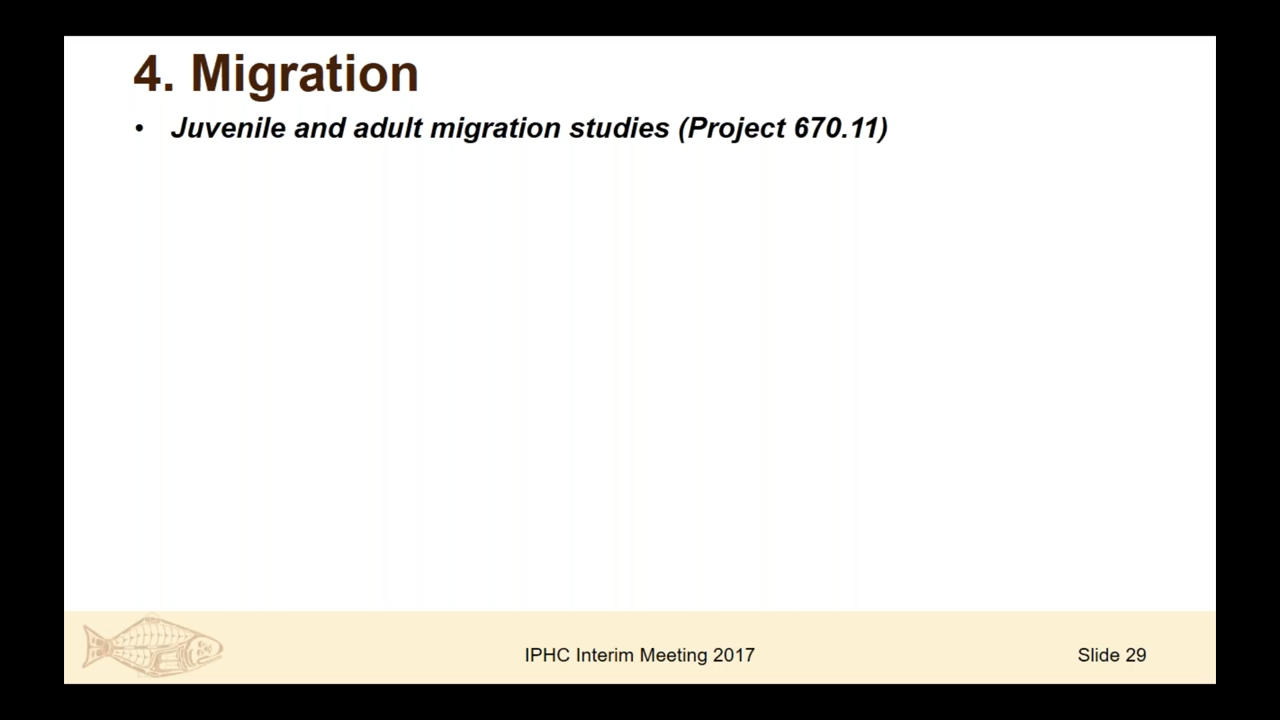 4. Migration
• Juvenile and adult migration studies (Project 670.11)
IPHC Interim Meeting 2017
Slide 29